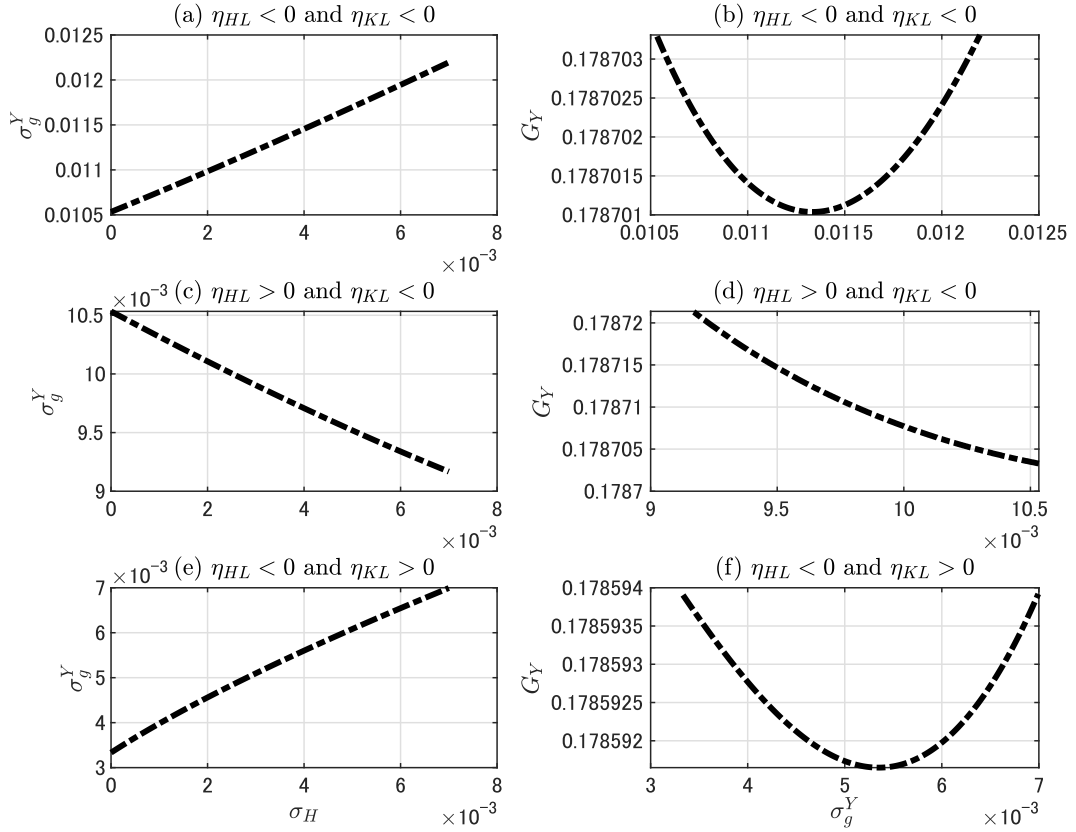 (a) η_HL < 0 and η_KL < 0
0.0125
0.012
0.0115
0.011
0.0105
σ_g^Y
0 2 4 6 8
×10⁻³
(b) η_HL < 0 and η_KL < 0
0.178703
0.1787025
0.178702
0.1787015
0.178701
G_Y
0.0105 0.011 0.0115 0.012 0.0125
×10⁻³ (c) η_HL > 0 and η_KL < 0
10.5
10
9.5
9
σ_g^Y
0 2 4 6 8
×10⁻³
(d) η_HL > 0 and η_KL < 0
0.17872
0.178715
0.17871
0.178705
0.1787
G_Y
9 9.5 10 10.5
×10⁻³
×10⁻³ (e) η_HL < 0 and η_KL > 0
7
6
5
4
3
σ_g^Y
0 2 4 6 8
σ_H ×10⁻³
(f) η_HL < 0 and η_KL > 0
0.178594
0.1785935
0.178593
0.1785925
0.178592
G_Y
3 4 5 6 7
σ_g^Y ×10⁻³